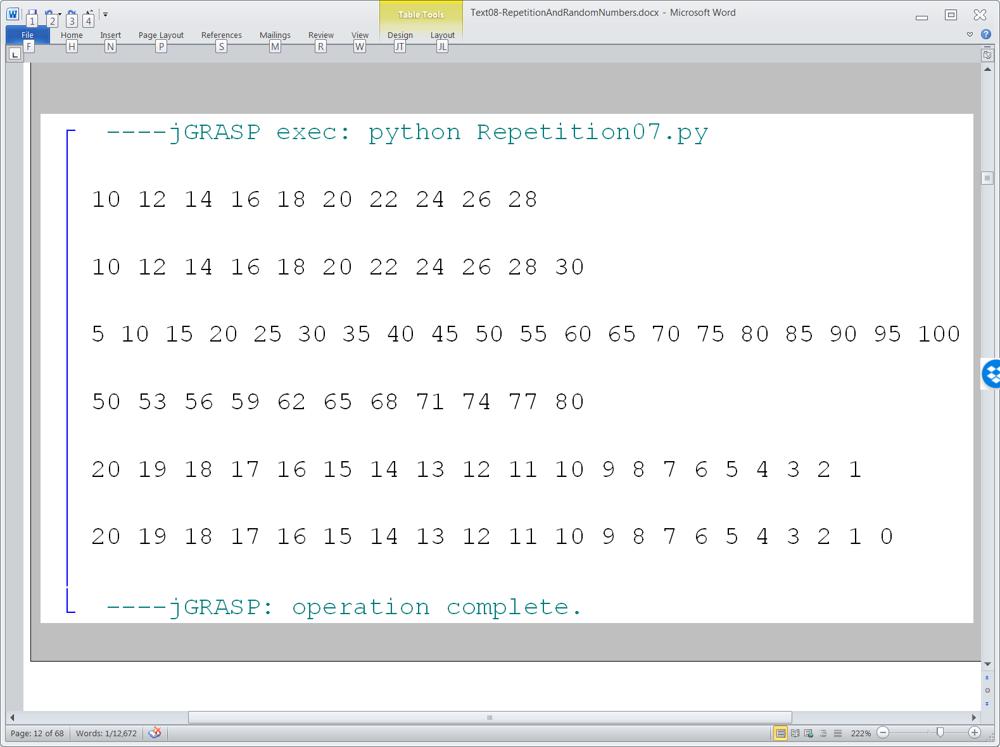 Text08-RepetitionAndRandomNumbers.docx - Microsoft Word
Table Tools
1 2 3 4
File Home Insert Page Layout References Mailings Review View Design Layout
F H N P S M R W JT JL
----jGRASP exec: python Repetition07.py
10 12 14 16 18 20 22 24 26 28
10 12 14 16 18 20 22 24 26 28 30
5 10 15 20 25 30 35 40 45 50 55 60 65 70 75 80 85 90 95 100
50 53 56 59 62 65 68 71 74 77 80
20 19 18 17 16 15 14 13 12 11 10 9 8 7 6 5 4 3 2 1
20 19 18 17 16 15 14 13 12 11 10 9 8 7 6 5 4 3 2 1 0
----jGRASP: operation complete.
Page: 12 of 68 Words: 1/12,672 222%